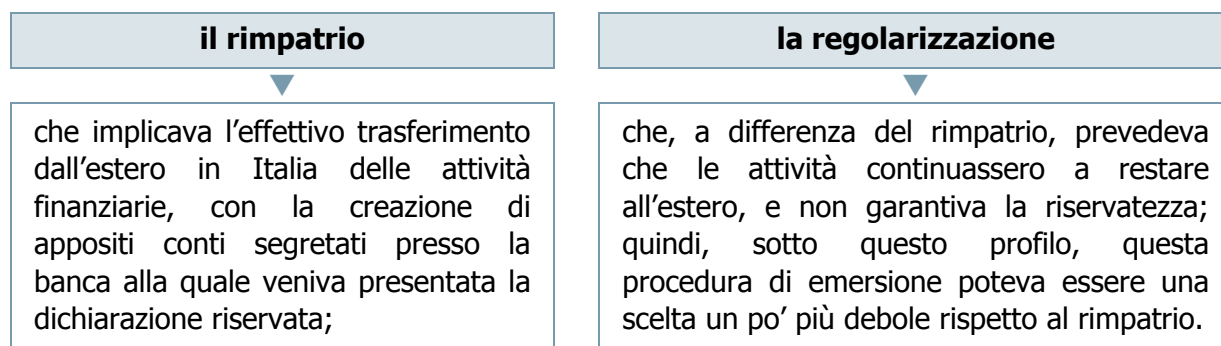 il rimpatrio
che implicava l’effettivo trasferimento
dall’estero in Italia delle attività
finanziarie, con la creazione di
appositi conti segretati presso la
banca alla quale veniva presentata la
dichiarazione riservata;
la regolarizzazione
che, a differenza del rimpatrio, prevedeva
che le attività continuassero a restare
all’estero, e non garantiva la riservatezza;
quindi, sotto questo profilo, questa
procedura di emersione poteva essere una
scelta un po’ più debole rispetto al rimpatrio.